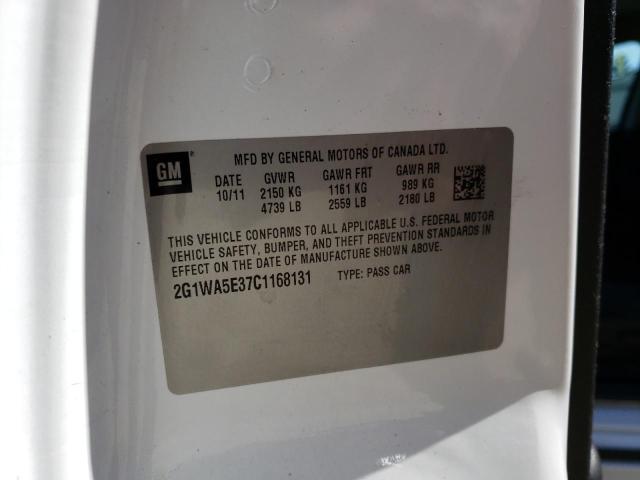 GM®
MFD BY GENERAL MOTORS OF CANADA LTD.
DATE GVWR GAWR FRT GAWR RR
10/11 2150 KG 1161 KG 989 KG
4739 LB 2559 LB 2180 LB
THIS VEHICLE CONFORMS TO ALL APPLICABLE U.S. FEDERAL MOTOR
VEHICLE SAFETY, BUMPER, AND THEFT PREVENTION STANDARDS IN
EFFECT ON THE DATE OF MANUFACTURE SHOWN ABOVE.
2G1WA5E37C1168131 TYPE: PASS CAR